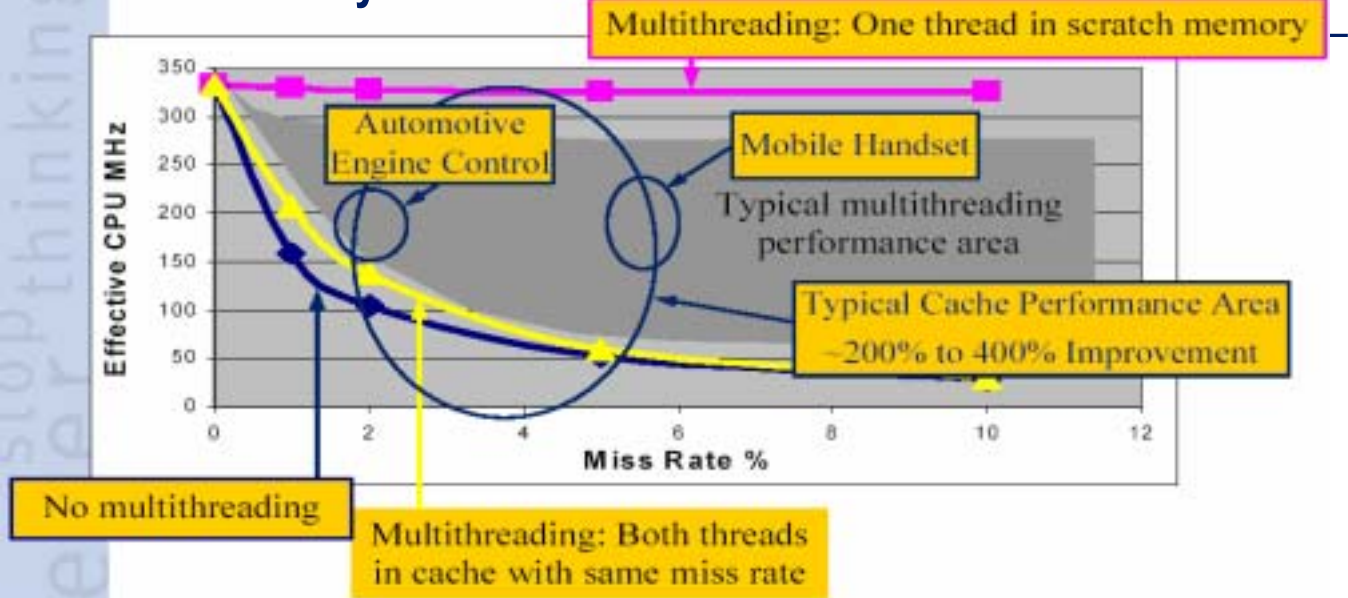 Multithreading: One thread in scratch memory
350
300
250
200
150
100
50
0
Effective CPU MHz
Automotive
Engine Control
Mobile Handset
Typical multithreading
performance area
Typical Cache Performance Area
~200% to 400% Improvement
0 2 4 6 8 10 12
Miss Rate %
No multithreading
Multithreading: Both threads
in cache with same miss rate
stop
thinking